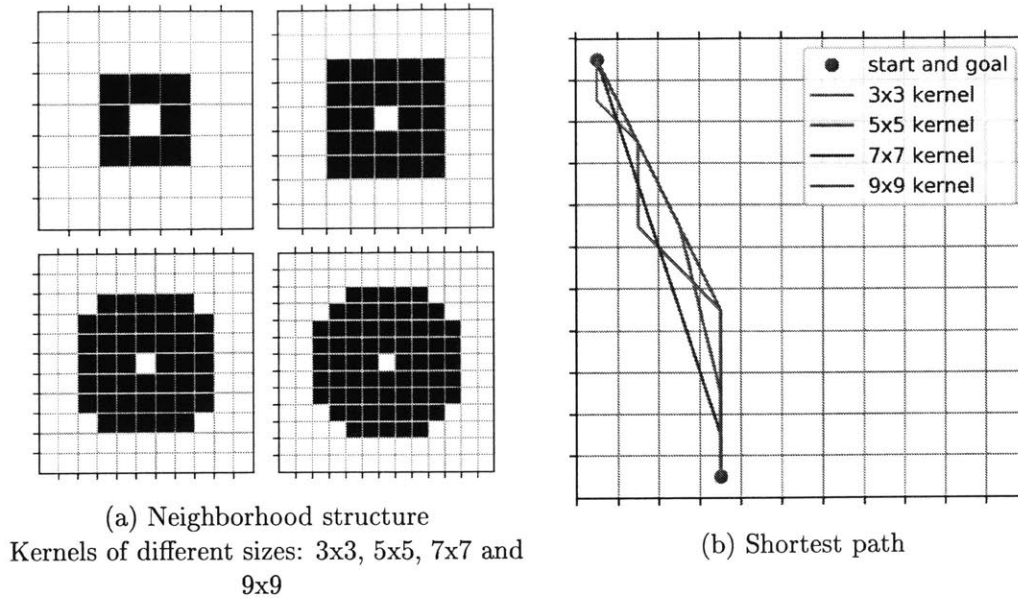 start and goal
3x3 kernel
5x5 kernel
7x7 kernel
9x9 kernel
(a) Neighborhood structure
Kernels of different sizes: 3x3, 5x5, 7x7 and
9x9
(b) Shortest path